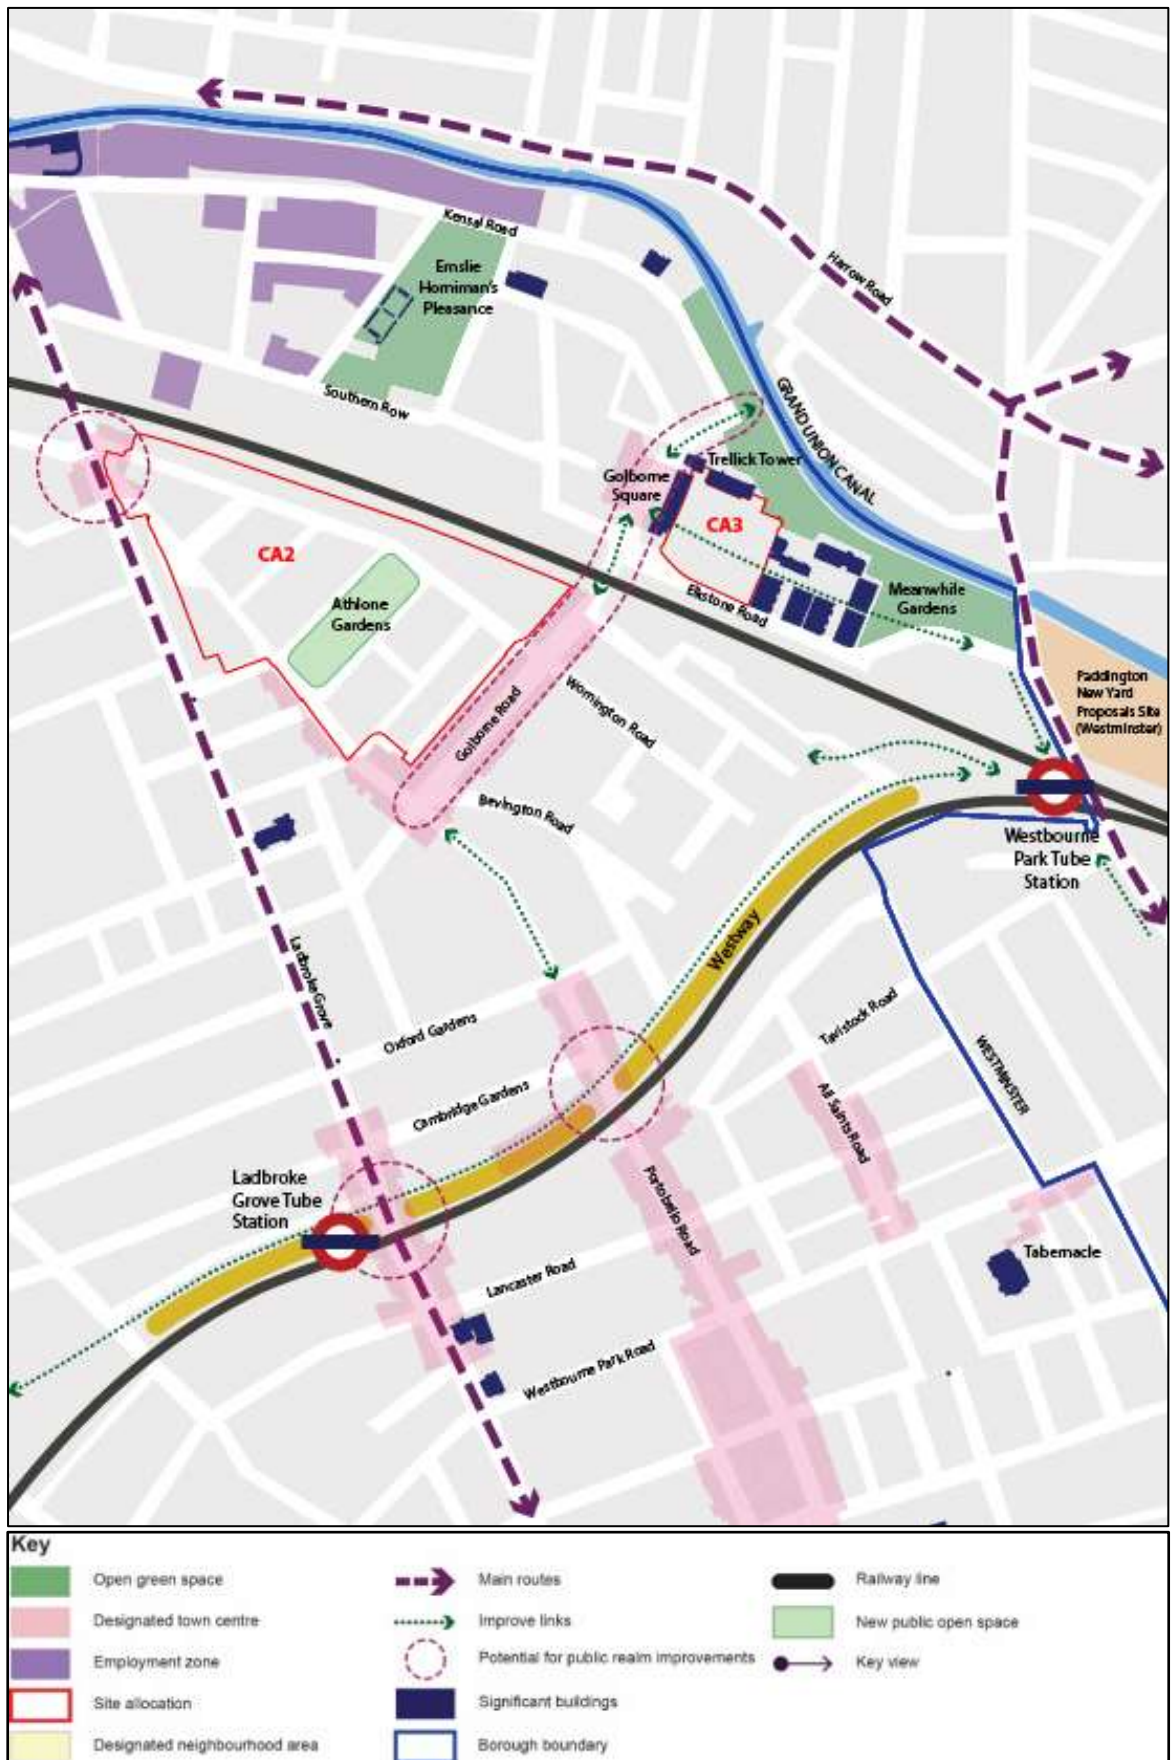 Kensal Road
Emslie
Horniman's
Pleasance
Harrow Road
Southern Row
GRAND UNION CANAL
Trellick Tower
Golborne
Square
CA3
CA2
Athlone
Gardens
Elkstone Road
Meanwhile
Gardens
Paddington
New Yard
Proposals Site
(Westminster)
Golborne Road
Wornington Road
Bevington Road
Westbourne
Park Tube
Station
Westway
Ladbroke Grove
Oxford Gardens
Tavistock Road
WESTMINSTER
Cambridge Gardens
All Saints Road
Ladbroke
Grove Tube
Station
Portobello Road
Tabernacle
Lancaster Road
Westbourne Park Road
Key
Open green space
Designated town centre
Employment zone
Site allocation
Designated neighbourhood area
Main routes
Improve links
Potential for public realm improvements
Significant buildings
Borough boundary
Railway line
New public open space
Key view